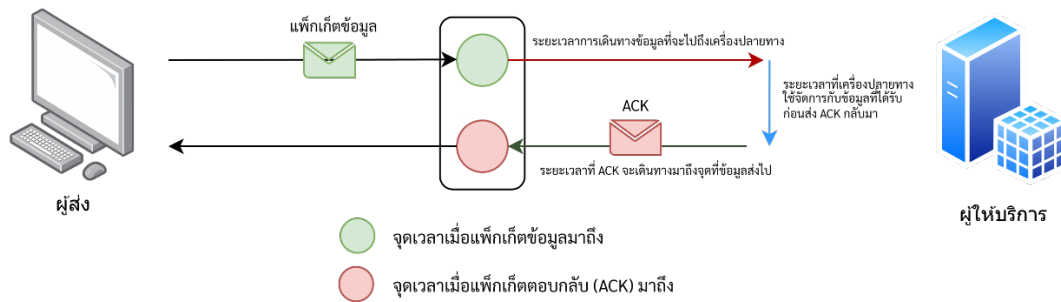 แพ็กเก็ตข้อมูล
ระยะเวลาการเดินทางข้อมูลที่จะไปถึงเครื่องปลายทาง
ระยะเวลาที่เครื่องปลายทาง
ใช้จัดการกับข้อมูลที่ได้รับ
ก่อนส่ง ACK กลับมา
ACK
ระยะเวลาที่ ACK จะเดินทางมาถึงจุดที่ข้อมูลส่งไป
ผู้ส่ง
ผู้ให้บริการ
จุดเวลาเมื่อแพ็กเก็ตข้อมูลมาถึง
จุดเวลาเมื่อแพ็กเก็ตตอบกลับ (ACK) มาถึง